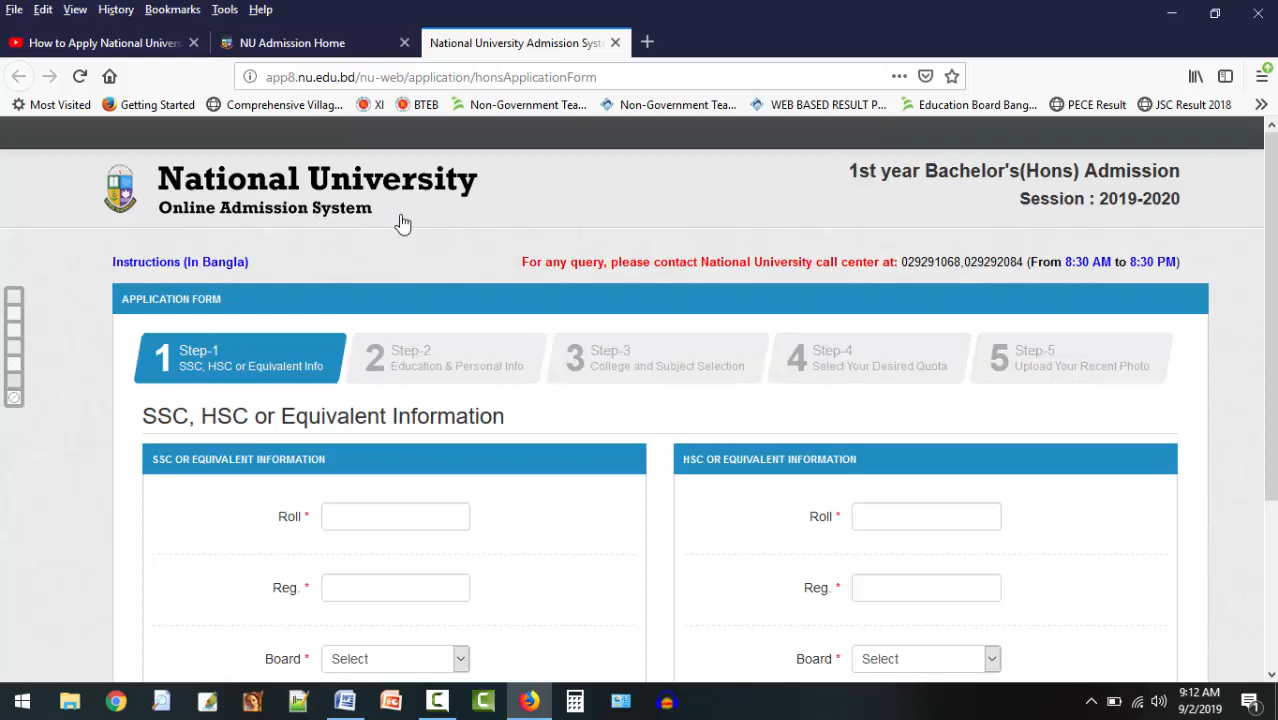 File Edit View History Bookmarks Tools Help
How to Apply National Univers
NU Admission Home
National University Admission Syst
app8.nu.edu.bd/nu-web/application/honsApplicationForm
Most Visited Getting Started Comprehensive Villag... XI BTEB Non-Government Tea... Non-Government Tea... WEB BASED RESULT P... Education Board Bang... PECE Result JSC Result 2018
National University
Online Admission System
1st year Bachelor's(Hons) Admission
Session : 2019-2020
Instructions (In Bangla)
For any query, please contact National University call center at: 029291068,029292084 (From 8:30 AM to 8:30 PM)
APPLICATION FORM
1 Step-1
SSC, HSC or Equivalent Info
2 Step-2
Education & Personal Info
3 Step-3
College and Subject Selection
4 Step-4
Select Your Desired Quota
5 Step-5
Upload Your Recent Photo
SSC, HSC or Equivalent Information
SSC OR EQUIVALENT INFORMATION
Roll *
Reg. *
Board * Select
HSC OR EQUIVALENT INFORMATION
Roll *
Reg. *
Board * Select
9:12 AM
9/2/2019